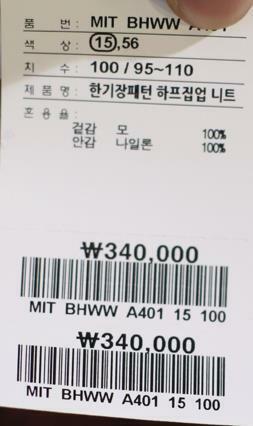 품 번 : MIT BHWW A401
색 상 : 15,56
치 수 : 100 / 95~110
제 품 명 : 한기장패턴 하프집업 니트
혼 용 율 :
겉감 모 100%
안감 나일론 100%
₩340,000
MIT BHWW A401 15 100
₩340,000
MIT BHWW A401 15 100